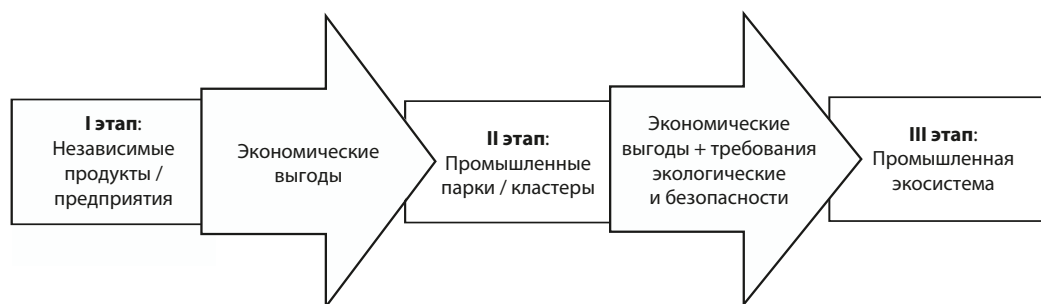 I этап:
Независимые
продукты /
предприятия
Экономические
выгоды
II этап:
Промышленные
парки / кластеры
Экономические
выгоды + требования
экологические
и безопасности
III этап:
Промышленная
экосистема